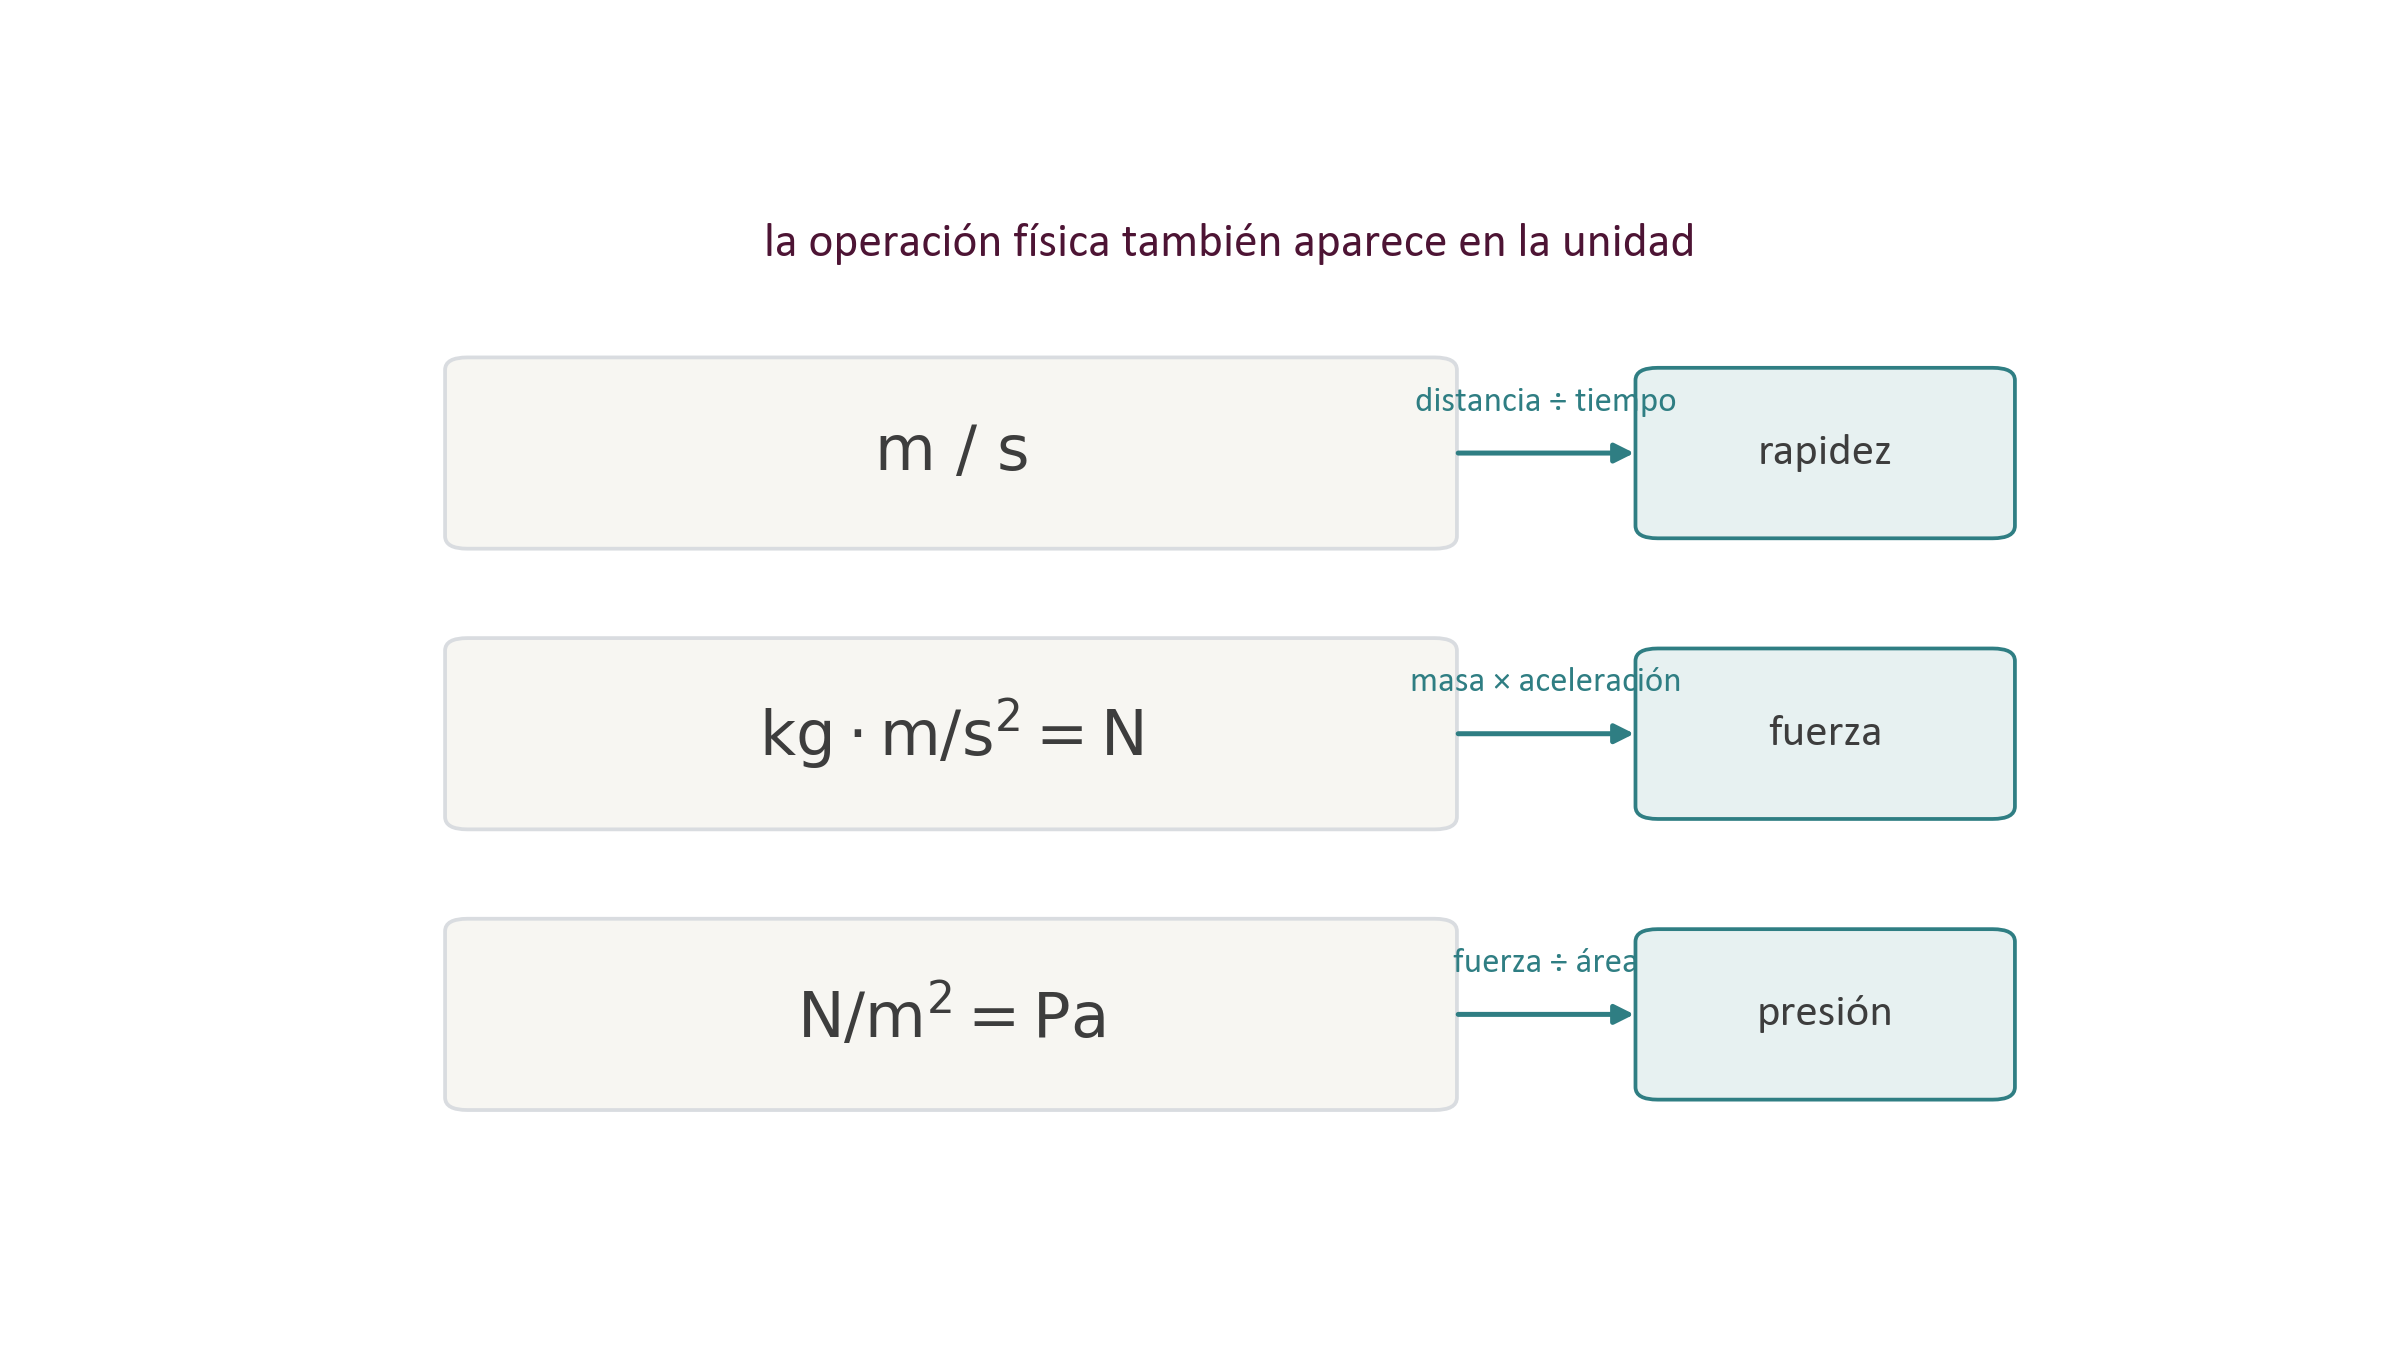 la operación física también aparece en la unidad
m / s
distancia ÷ tiempo
rapidez
kg · m/s² = N
masa × aceleración
fuerza
N/m² = Pa
fuerza ÷ área
presión